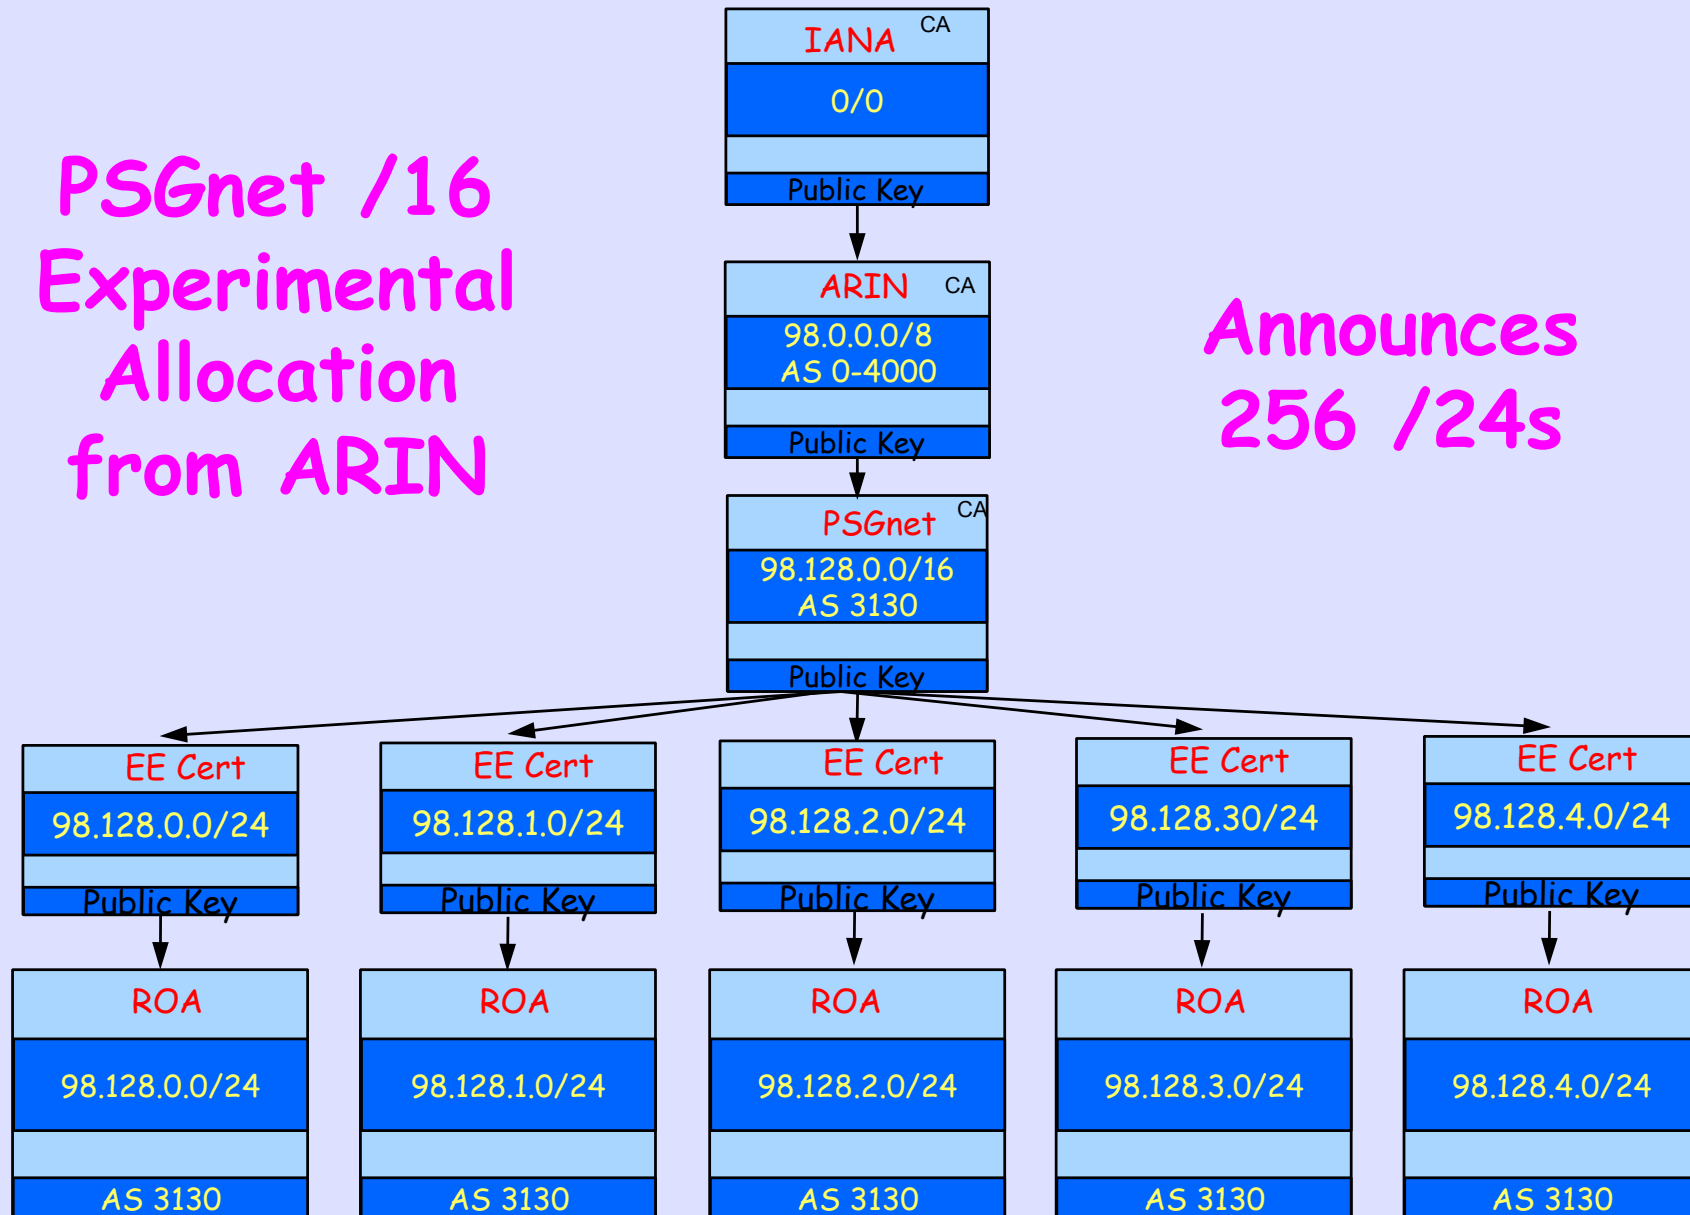 CA
IANA
0/0
Public Key
PSGnet /16
Experimental
Allocation
from ARIN
ARIN CA
98.0.0.0/8
AS 0-4000
Public Key
Announces
256 /24s
CA
PSGnet
98.128.0.0/16
AS 3130
Public Key
EE Cert EE Cert EE Cert EE Cert EE Cert
98.128.0.0/24 98.128.1.0/24 98.128.2.0/24 98.128.30/24 98.128.4.0/24
Public Key Public Key Public Key Public Key Public Key
ROA ROA ROA ROA ROA
98.128.0.0/24 98.128.1.0/24 98.128.2.0/24 98.128.3.0/24 98.128.4.0/24
AS 3130 AS 3130 AS 3130 AS 3130 AS 3130